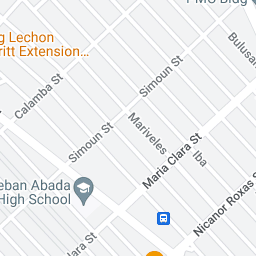 PMO Bldg
Bulusan
g Lechon
ritt Extension...
Simoun St
Calamba St
Mariveles
Simoun St
Maria Clara St
Iba
eban Abada
High School
Nicanor Roxas S
Clara St